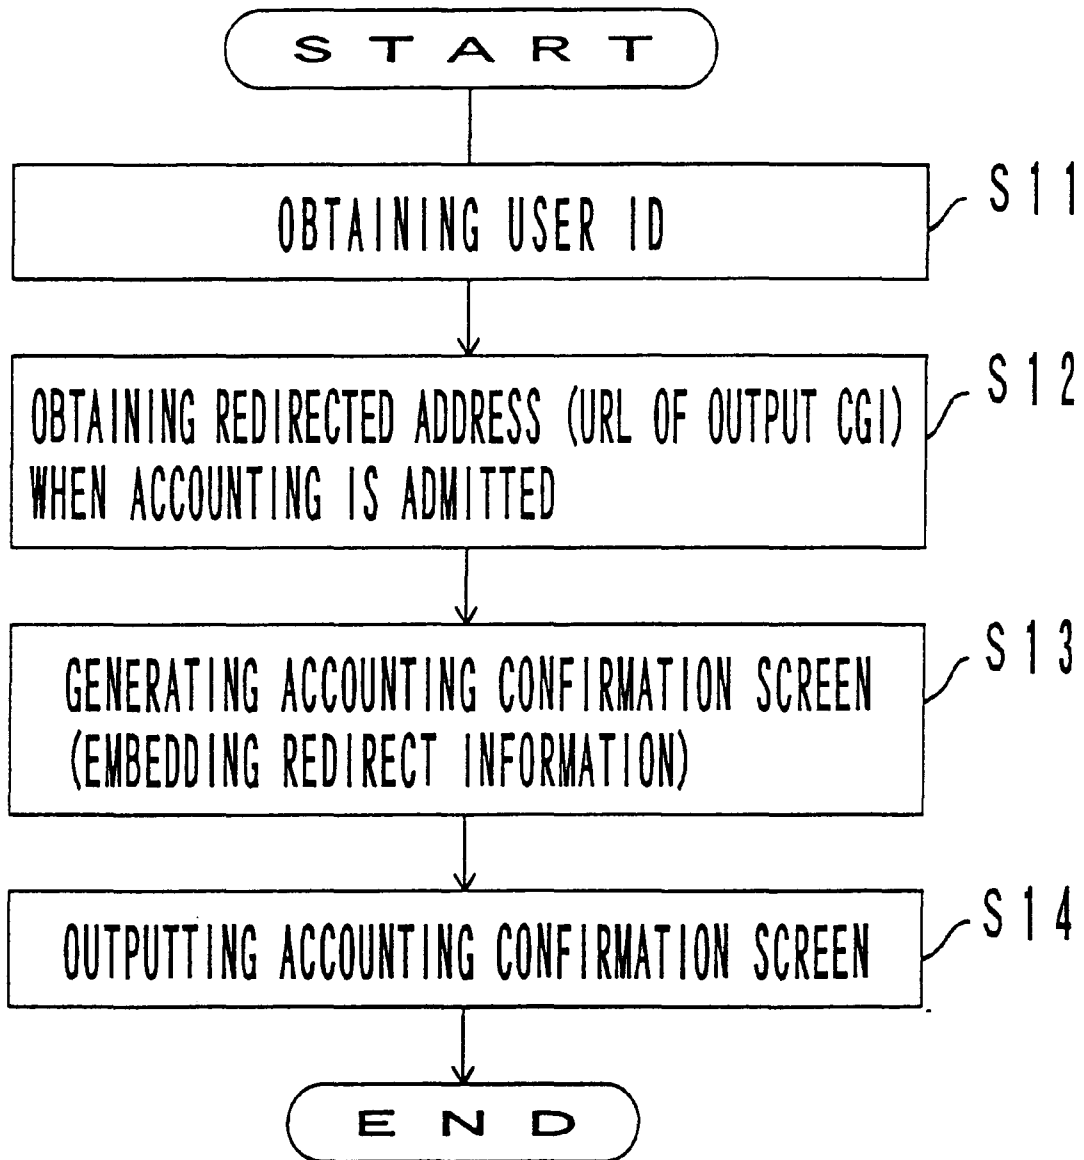 START
OBTAINING USER ID
S11
OBTAINING REDIRECTED ADDRESS (URL OF OUTPUT CGI)
WHEN ACCOUNTING IS ADMITTED
S12
GENERATING ACCOUNTING CONFIRMATION SCREEN
(EMBEDDING REDIRECT INFORMATION)
S13
OUTPUTTING ACCOUNTING CONFIRMATION SCREEN
S14
END